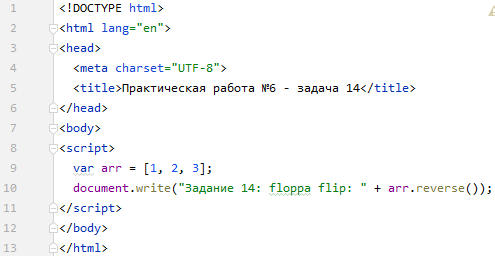 1 <!DOCTYPE html>
2 <html lang="en">
3 <head>
4 <meta charset="UTF-8">
5 <title>Практическая работа №6 - задача 14</title>
6 </head>
7 <body>
8 <script>
9 var arr = [1, 2, 3];
10 document.write("Задание 14: floppa flip: " + arr.reverse());
11 </script>
12 </body>
13 </html>